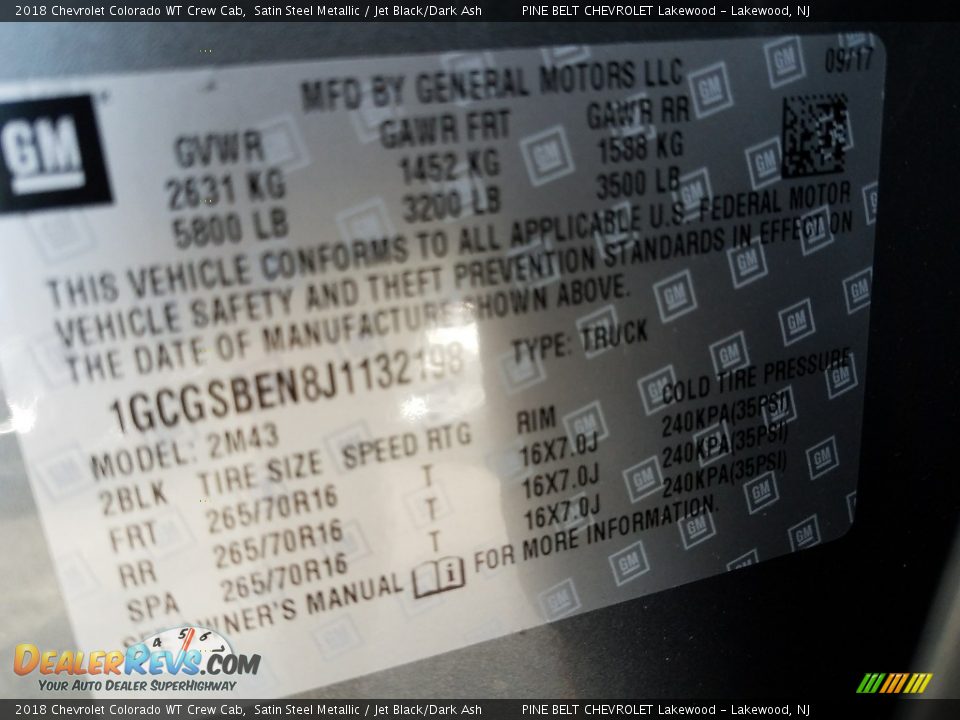 2018 Chevrolet Colorado WT Crew Cab, Satin Steel Metallic / Jet Black/Dark Ash PINE BELT CHEVROLET Lakewood – Lakewood, NJ
09/17
MFD BY GENERAL MOTORS LLC
GM
GVWR GAWR FRT GAWR RR
2631 KG 1452 KG 1588 KG
5800 LB 3200 LB 3500 LB
THIS VEHICLE CONFORMS TO ALL APPLICABLE U.S. FEDERAL MOTOR
VEHICLE SAFETY AND THEFT PREVENTION STANDARDS IN EFFECT ON
THE DATE OF MANUFACTURE SHOWN ABOVE.
1GCGSBEN8J1132198 TYPE: TRUCK
MODEL: 2M43
2BLK TIRE SIZE SPEED RTG RIM COLD TIRE PRESSURE
FRT 265/70R16 T 16X7.0J 240KPA(35PSI)
RR 265/70R16 T 16X7.0J 240KPA(35PSI)
SPA 265/70R16 T 16X7.0J 240KPA(35PSI)
SEE OWNER'S MANUAL FOR MORE INFORMATION.
4 5 6
DEALERREVS.COM
YOUR AUTO DEALER SUPERHIGHWAY
2018 Chevrolet Colorado WT Crew Cab, Satin Steel Metallic / Jet Black/Dark Ash PINE BELT CHEVROLET Lakewood – Lakewood, NJ